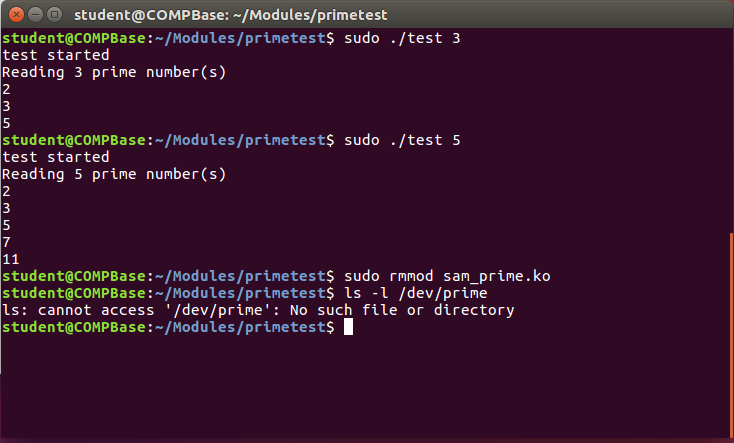 student@COMPBase: ~/Modules/primetest
student@COMPBase:~/Modules/primetest$ sudo ./test 3
test started
Reading 3 prime number(s)
2
3
5
student@COMPBase:~/Modules/primetest$ sudo ./test 5
test started
Reading 5 prime number(s)
2
3
5
7
11
student@COMPBase:~/Modules/primetest$ sudo rmmod sam_prime.ko
student@COMPBase:~/Modules/primetest$ ls -l /dev/prime
ls: cannot access '/dev/prime': No such file or directory
student@COMPBase:~/Modules/primetest$